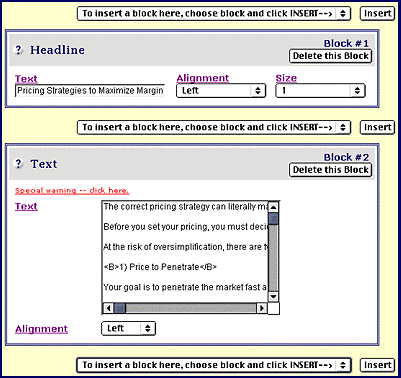 To insert a block here, choose block and click INSERT--> Insert
Block #1
? Headline Delete this Block
Text Alignment Size
Pricing Strategies to Maximize Margin Left 1
To insert a block here, choose block and click INSERT--> Insert
Block #2
? Text Delete this Block
Special warning -- click here.
Text The correct pricing strategy can literally
Before you set your pricing, you must
At the risk of oversimplification, there are
<B>1) Price to Penetrate</B>
Your goal is to penetrate the market fast
Alignment Left
To insert a block here, choose block and click INSERT--> Insert